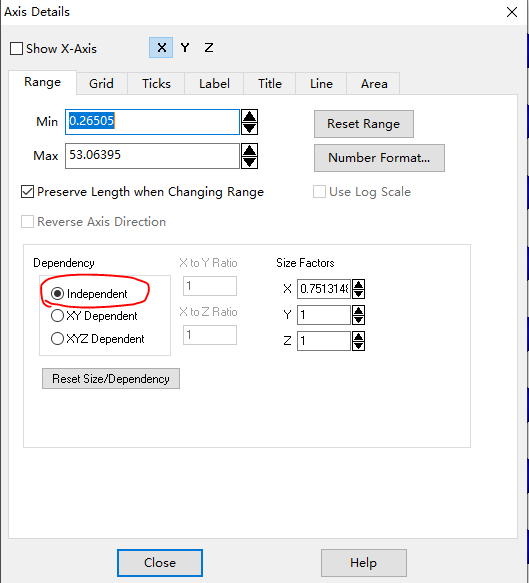 Axis Details
Show X-Axis X Y Z
Range Grid Ticks Label Title Line Area
Min 0.26505 Reset Range
Max 53.06395 Number Format...
Preserve Length when Changing Range Use Log Scale
Reverse Axis Direction
Dependency X to Y Ratio Size Factors
Independent 1 X 0.7513148
XY Dependent X to Z Ratio Y 1
XYZ Dependent 1 Z 1
Reset Size/Dependency
Close Help